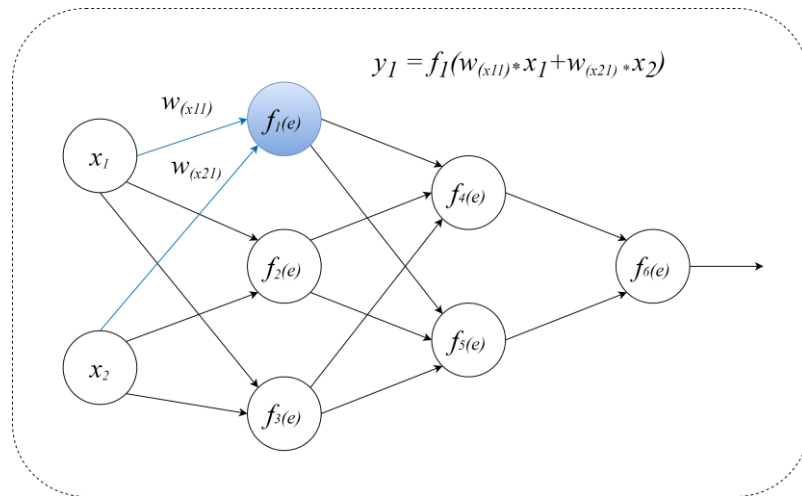 y1 = f1(w(x11)*x1+w(x21) *x2)
w(x11)
f1(e)
x1
w(x21)
f4(e)
f2(e)
f6(e)
f5(e)
x2
f3(e)